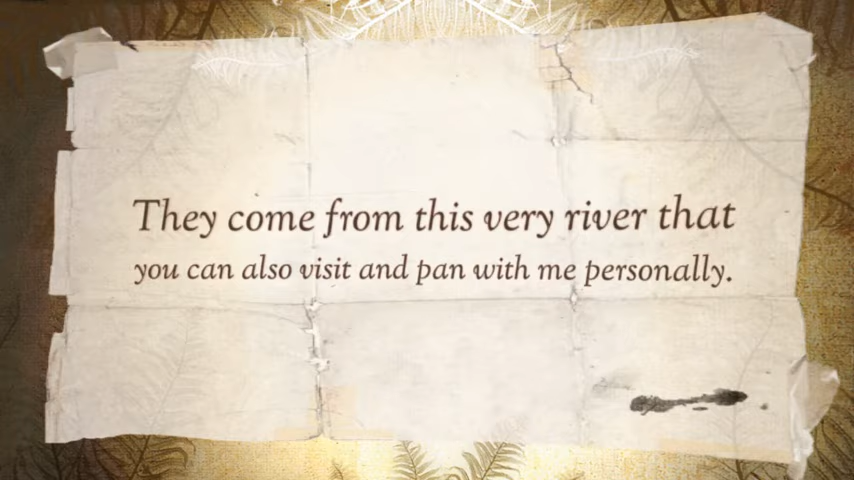 They come from this very river that
you can also visit and pan with me personally.